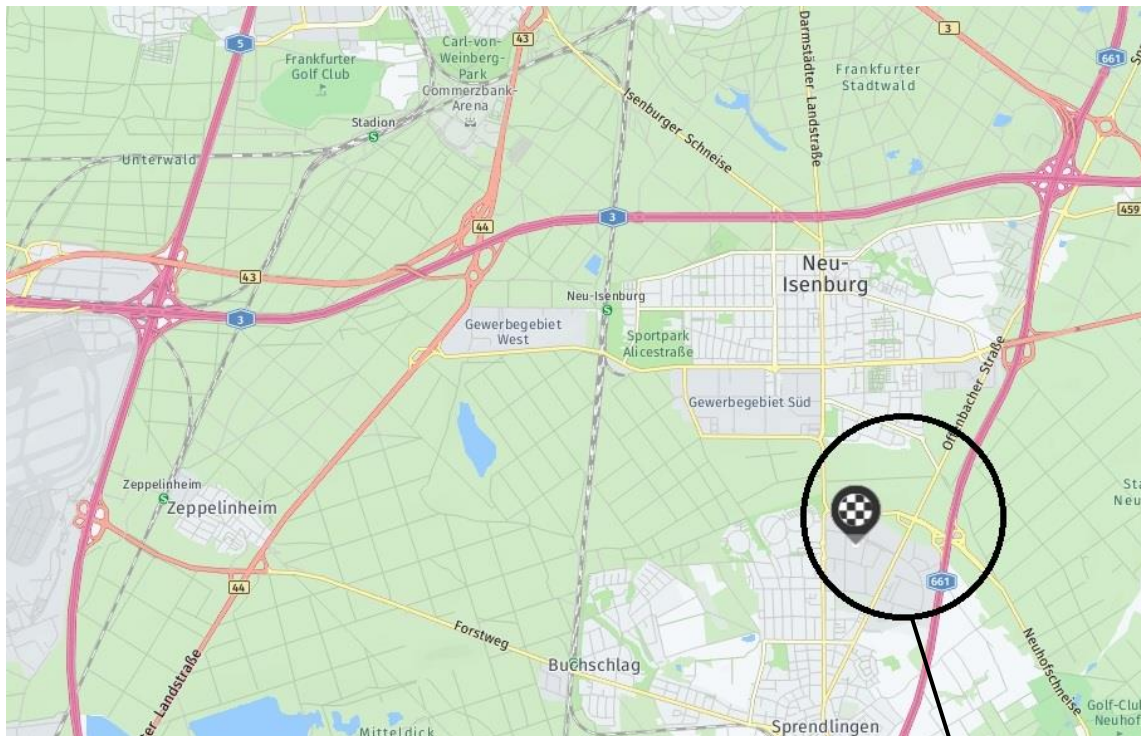 5
Frankfurter
Golf Club
Carl-von-
Weinberg-
Park
Commerzbank-
Arena
43
Darmstädter Landstraße
3
661
Frankfurter
Stadtwald
Stadion
S
Isenburger Schneise
Unterwald
44
3
459
43
3
Neu-
Isenburg
Neu-Isenburg
S
Gewerbegebiet
West
Sportpark
Alicestraße
Gewerbegebiet Süd
Offenbacher Straße
Zeppelinheim
S
Zeppelinheim
44
661
Forstweg
Buchschlag
Neuhofschneise
Sprendlingen
Mitteldick
Golf-Club